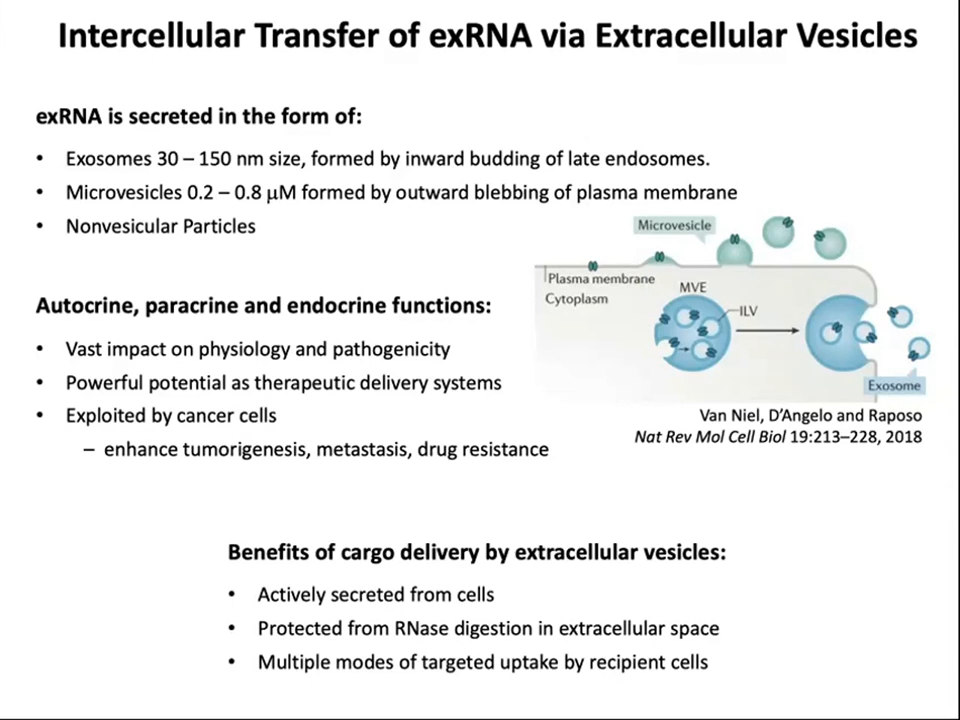 Intercellular Transfer of exRNA via Extracellular Vesicles
exRNA is secreted in the form of:
• Exosomes 30 – 150 nm size, formed by inward budding of late endosomes.
• Microvesicles 0.2 – 0.8 μM formed by outward blebbing of plasma membrane
• Nonvesicular Particles
Microvesicle
Plasma membrane
Cytoplasm
MVE
ILV
Exosome
Van Niel, D’Angelo and Raposo
Nat Rev Mol Cell Biol 19:213–228, 2018
Autocrine, paracrine and endocrine functions:
• Vast impact on physiology and pathogenicity
• Powerful potential as therapeutic delivery systems
• Exploited by cancer cells
– enhance tumorigenesis, metastasis, drug resistance
Benefits of cargo delivery by extracellular vesicles:
• Actively secreted from cells
• Protected from RNase digestion in extracellular space
• Multiple modes of targeted uptake by recipient cells